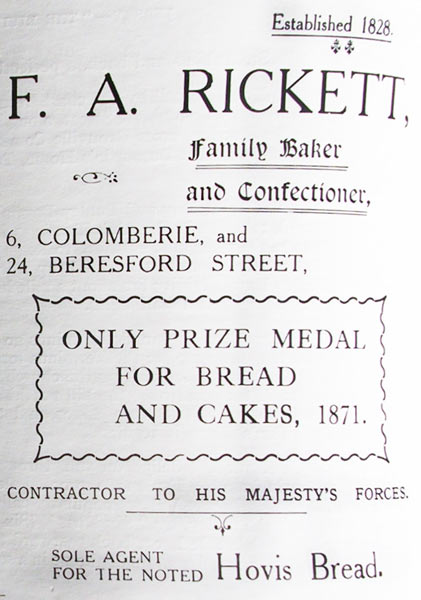 Established 1828.
F. A. RICKETT,
Family Baker
and Confectioner,
6, COLOMBERIE, and
24, BERESFORD STREET,
ONLY PRIZE MEDAL
FOR BREAD
AND CAKES, 1871.
CONTRACTOR TO HIS MAJESTY'S FORCES.
SOLE AGENT
FOR THE NOTED Hovis Bread.